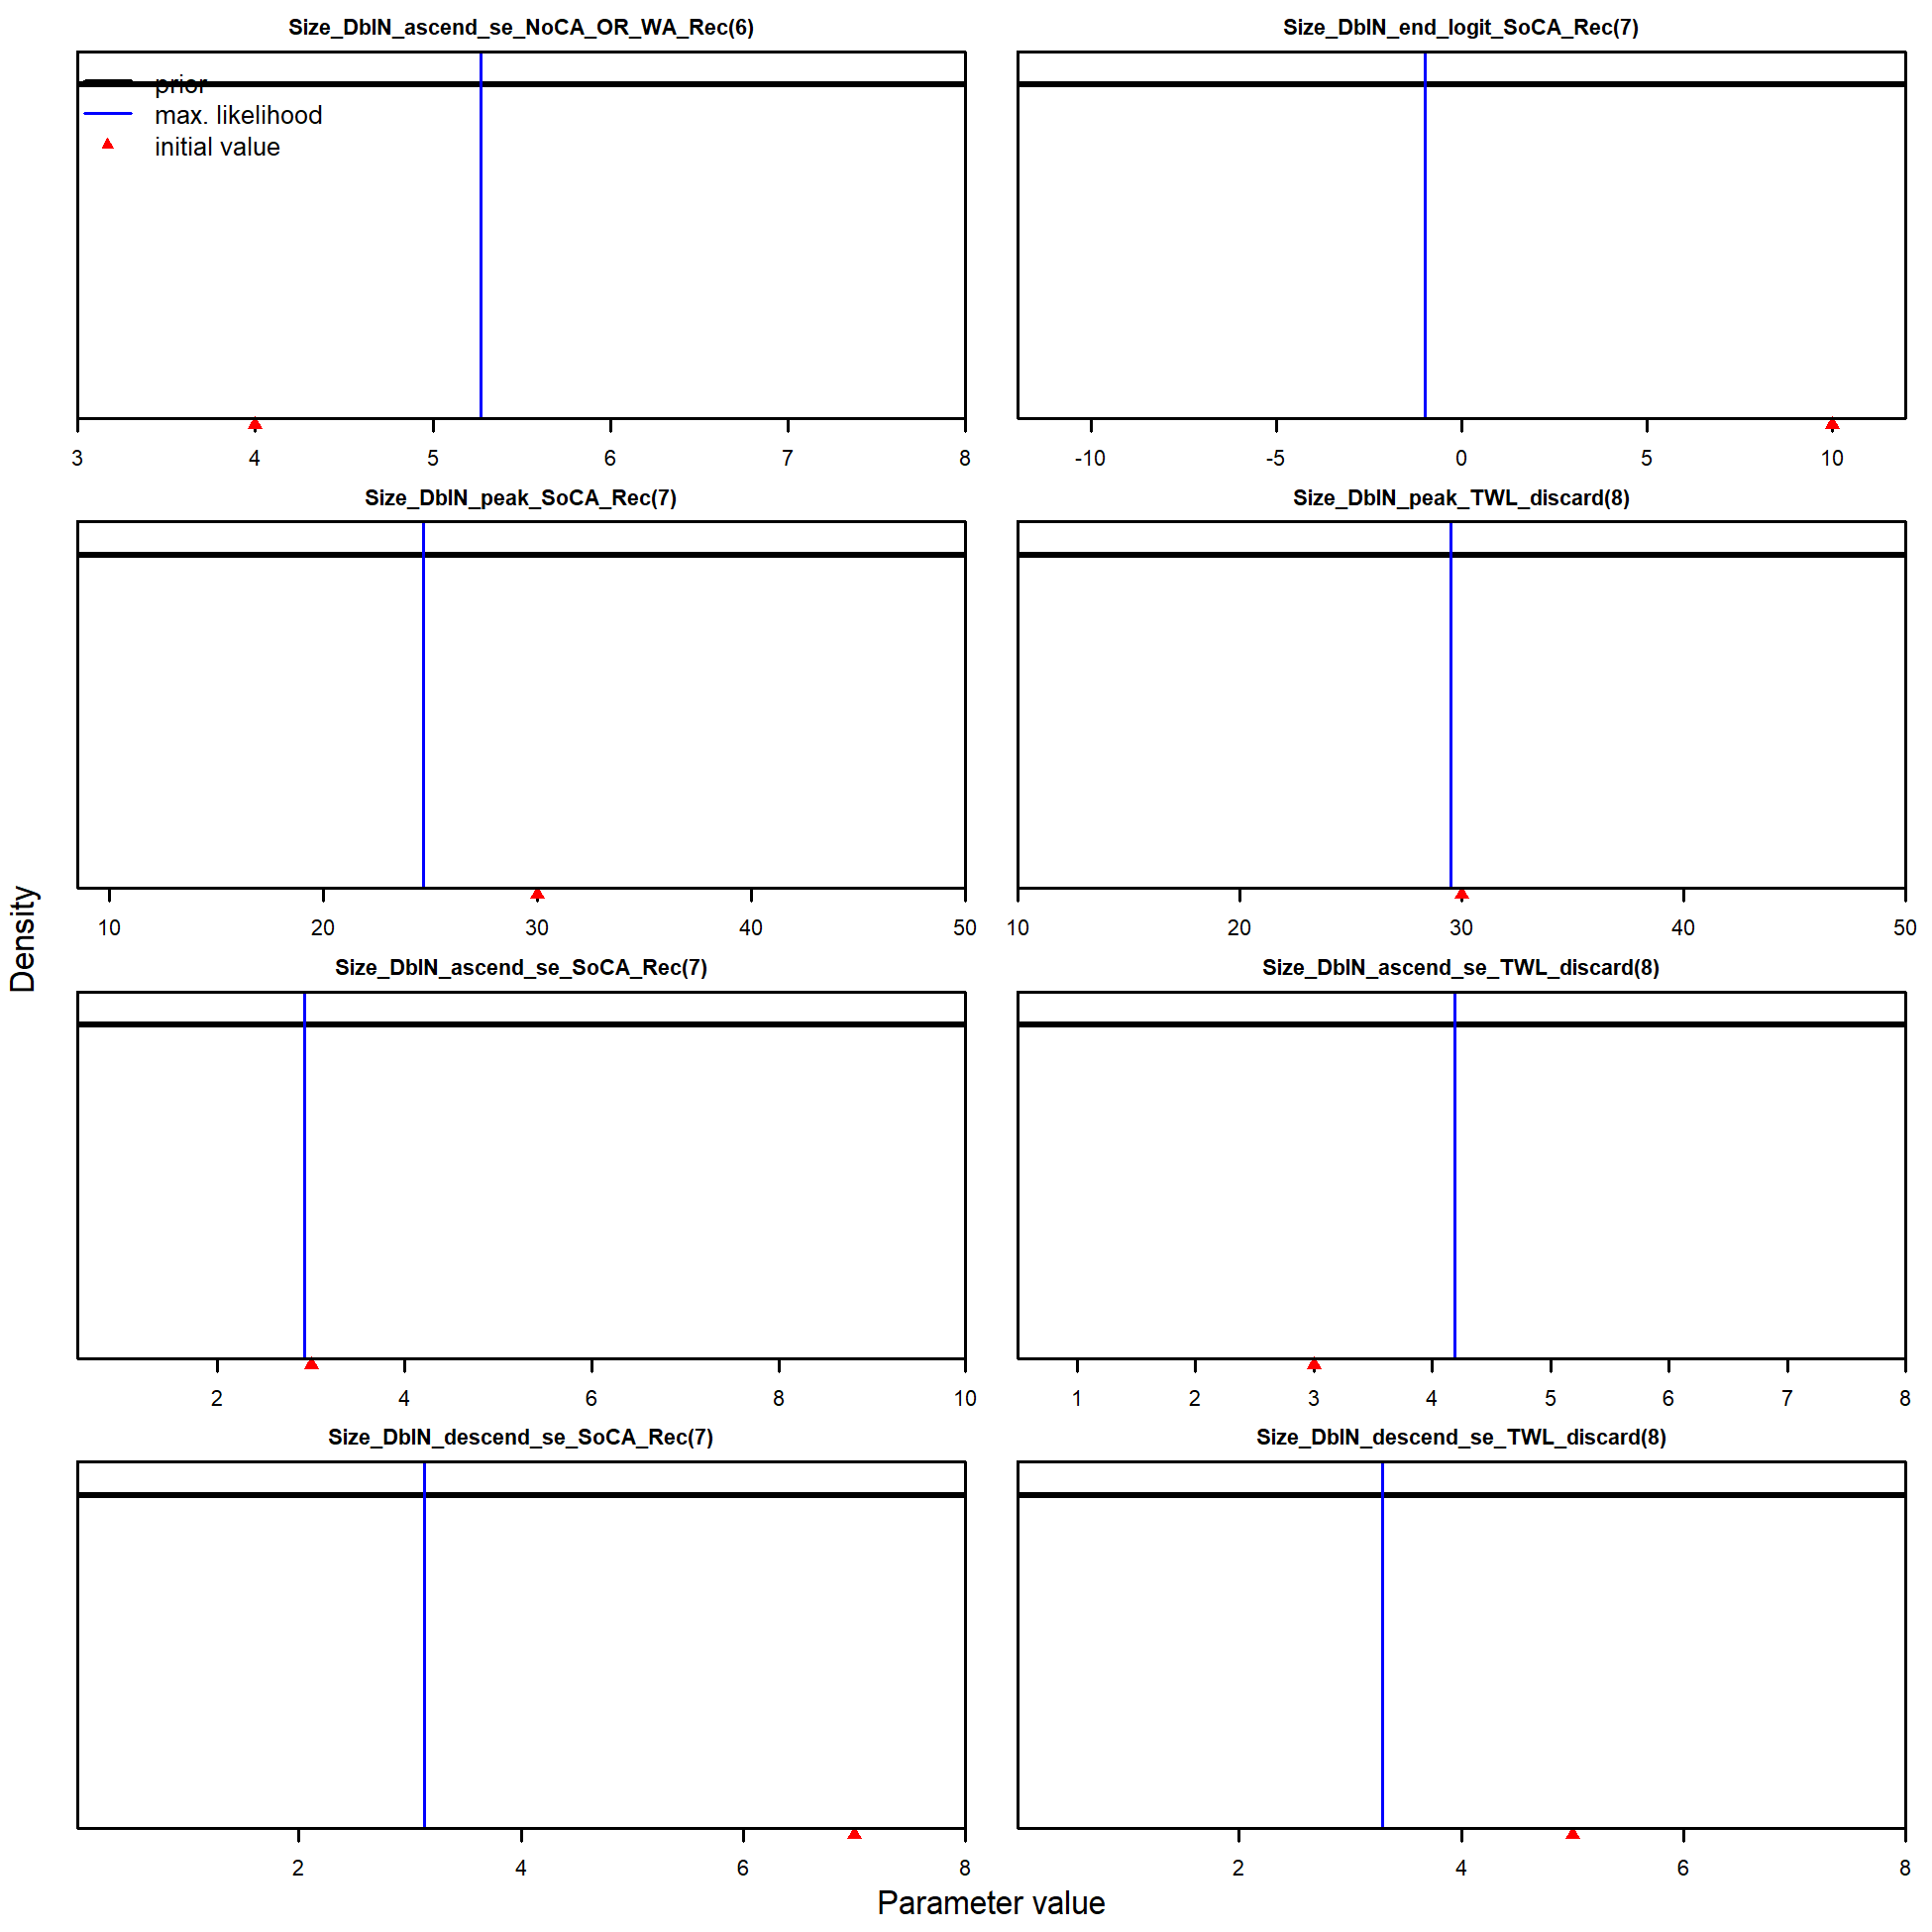 Size_DblN_ascend_se_NoCA_OR_WA_Rec(6)
prior
max. likelihood
initial value
3 4 5 6 7 8
Size_DblN_end_logit_SoCA_Rec(7)
-10 -5 0 5 10
Size_DblN_peak_SoCA_Rec(7)
10 20 30 40 50
Size_DblN_peak_TWL_discard(8)
10 20 30 40 50
Size_DblN_ascend_se_SoCA_Rec(7)
2 4 6 8 10
Size_DblN_ascend_se_TWL_discard(8)
1 2 3 4 5 6 7 8
Size_DblN_descend_se_SoCA_Rec(7)
2 4 6 8
Size_DblN_descend_se_TWL_discard(8)
2 4 6 8
Density
Parameter value